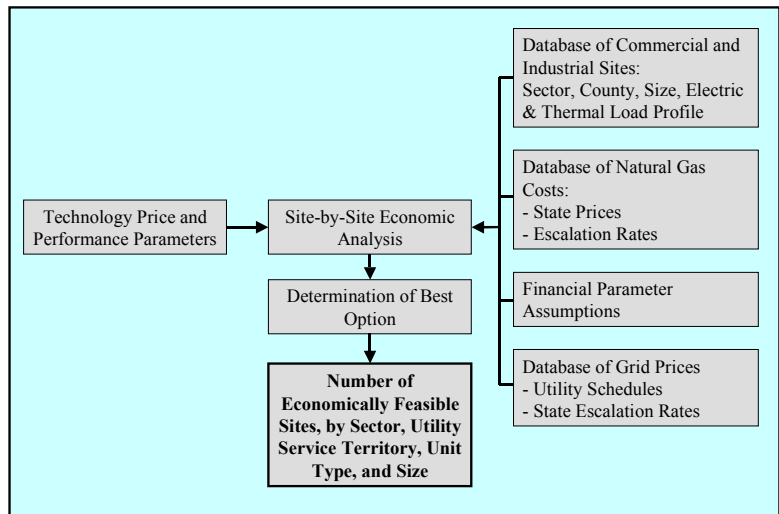 Technology Price and
Performance Parameters
Site-by-Site Economic
Analysis
Determination of Best
Option
Number of
Economically Feasible
Sites, by Sector, Utility
Service Territory, Unit
Type, and Size
Database of Commercial and
Industrial Sites:
Sector, County, Size, Electric
& Thermal Load Profile
Database of Natural Gas
Costs:
- State Prices
- Escalation Rates
Financial Parameter
Assumptions
Database of Grid Prices
- Utility Schedules
- State Escalation Rates